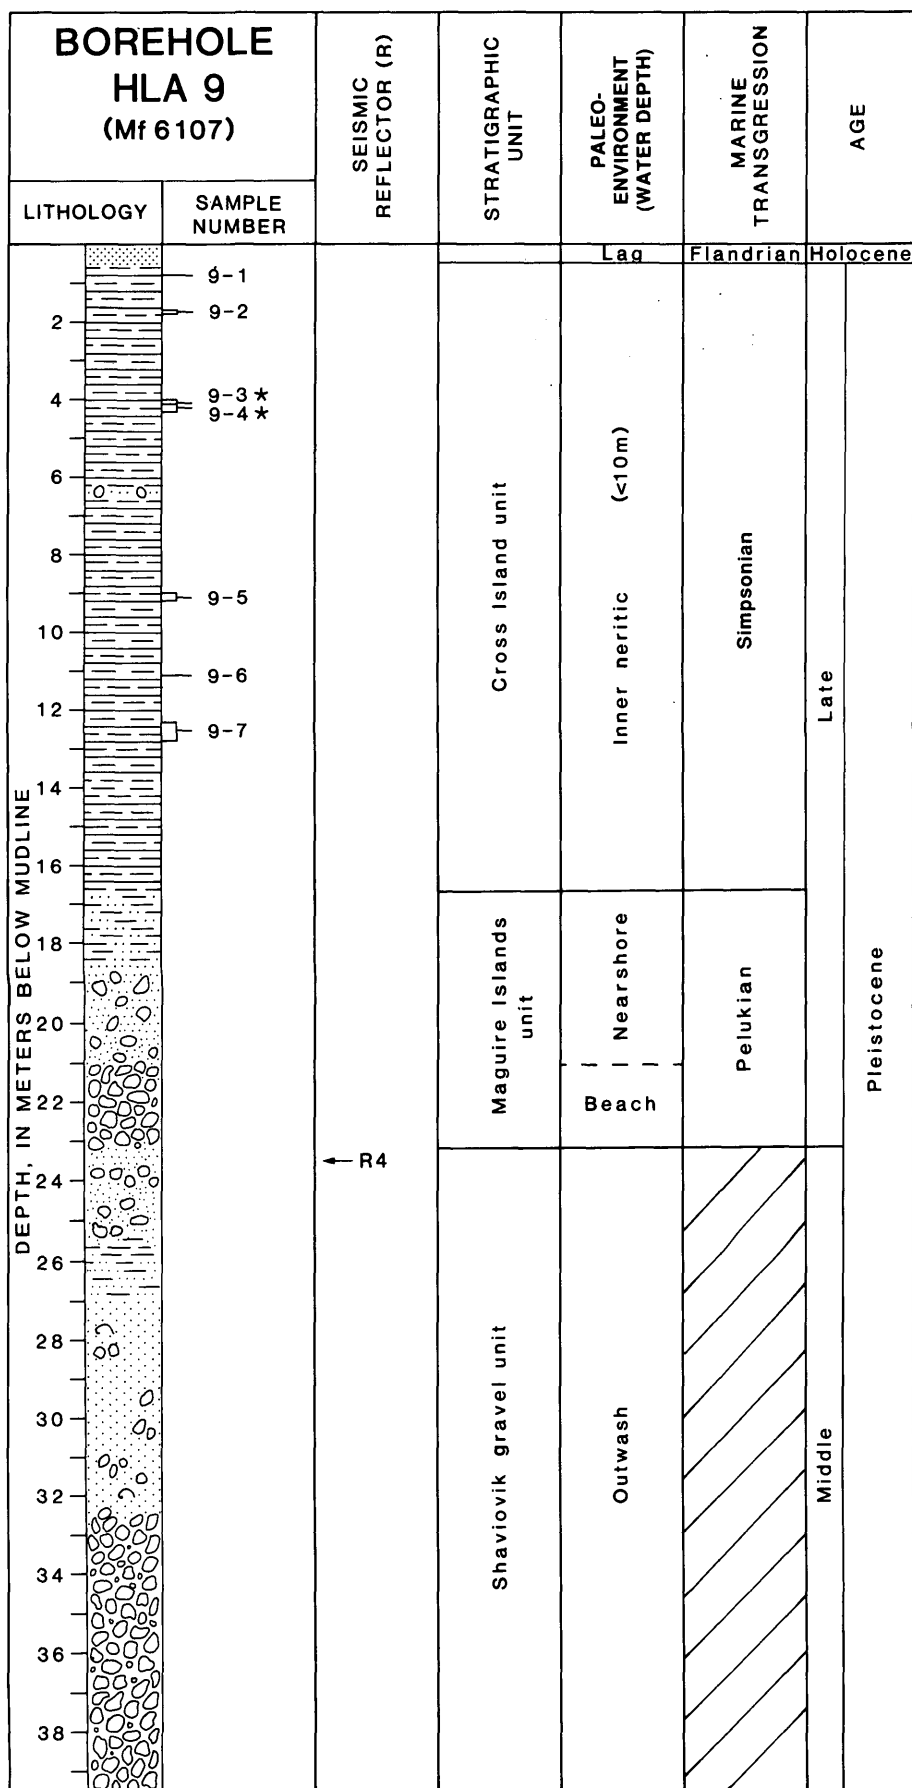 BOREHOLE
HLA 9
(Mf 6107)
LITHOLOGY
SAMPLE
NUMBER
SEISMIC
REFLECTOR (R)
STRATIGRAPHIC
UNIT
PALEO-
ENVIRONMENT
(WATER DEPTH)
MARINE
TRANSGRESSION
AGE
Lag
Flandrian
Holocene
DEPTH, IN METERS BELOW MUDLINE
2
4
6
8
10
12
14
16
18
20
22
24
26
28
30
32
34
36
38
9-1
9-2
9-3 *
9-4 *
9-5
9-6
9-7
R4
Cross Island unit
Inner neritic (<10m)
Simpsonian
Late
Maguire Islands
unit
Nearshore
Beach
Pelukian
Pleistocene
Shaviovik gravel unit
Outwash
Middle